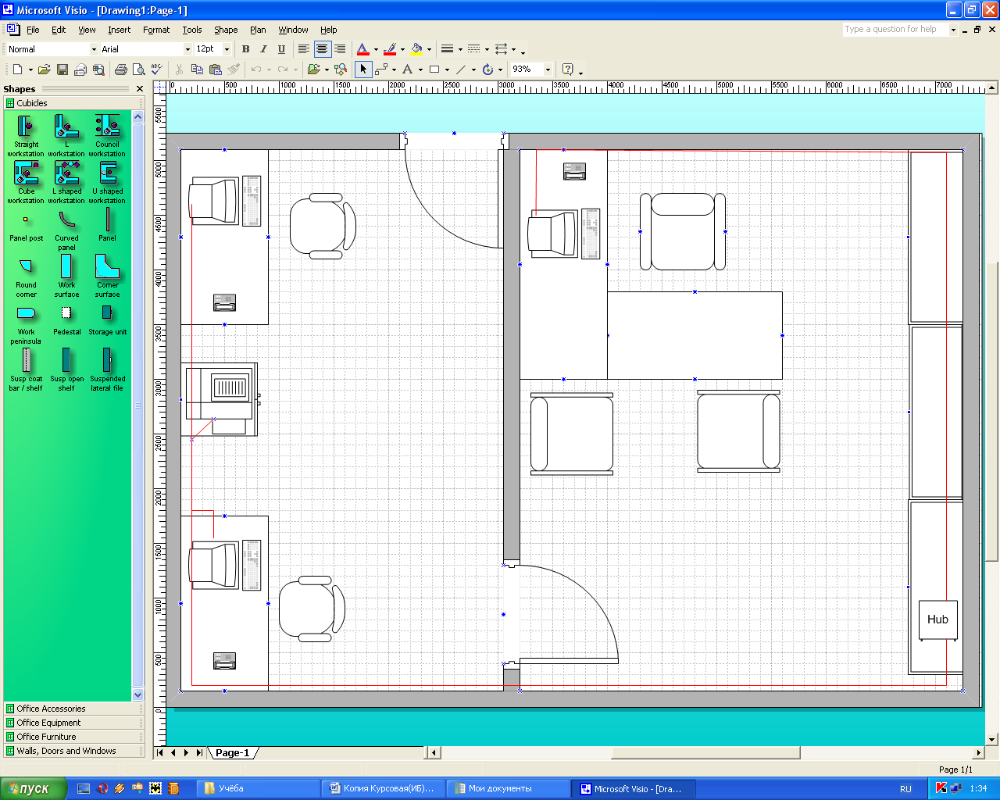 Microsoft Visio - [Drawing1:Page-1]
File Edit View Insert Format Tools Shape Plan Window Help
Type a question for help
Normal Arial 12pt B I U A
A 93%
Shapes
Cubicles
Straight workstation
L workstation
Council workstation
Cube workstation
L shaped workstation
U shaped workstation
Panel post
Curved panel
Panel
Round corner
Work surface
Corner surface
Work peninsula
Pedestal
Storage unit
Susp coat bar / shelf
Susp open shelf
Suspended lateral file
Office Accessories
Office Equipment
Office Furniture
Walls, Doors and Windows
0 500 1000 1500 2000 2500 3000 3500 4000 4500 5000 5500 6000 6500 7000
5500
5000
4500
4000
3500
3000
2500
2000
1500
1000
500
0
Hub
Page-1
Page 1/1
пуск
Учёба
Копия Курсовая(ИБ)...
Мои документы
Microsoft Visio - [Dra...
RU
1:34